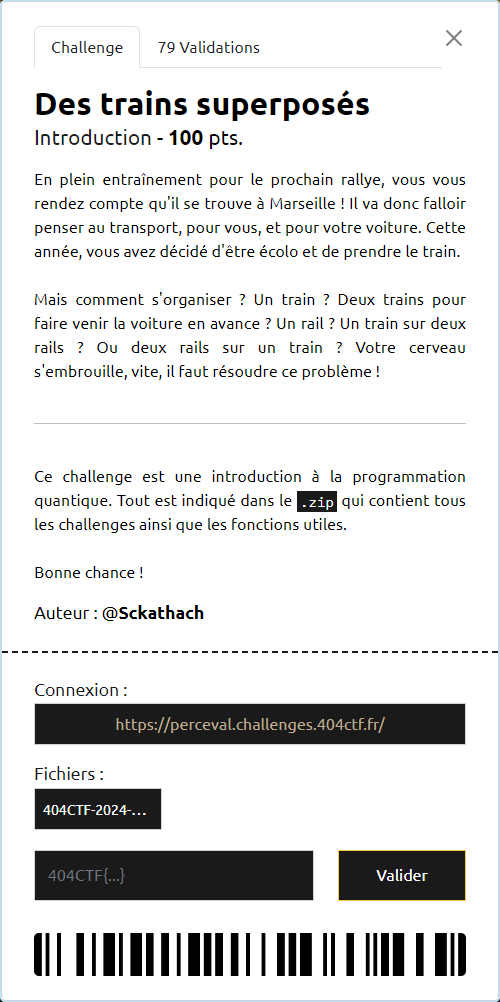 Challenge
79 Validations
Des trains superposés
Introduction - 100 pts.
En plein entraînement pour le prochain rallye, vous vous
rendez compte qu'il se trouve à Marseille ! Il va donc falloir
penser au transport, pour vous, et pour votre voiture. Cette
année, vous avez décidé d'être écolo et de prendre le train.
Mais comment s'organiser ? Un train ? Deux trains pour
faire venir la voiture en avance ? Un rail ? Un train sur deux
rails ? Ou deux rails sur un train ? Votre cerveau
s'embrouille, vite, il faut résoudre ce problème !
Ce challenge est une introduction à la programmation
quantique. Tout est indiqué dans le .zip qui contient tous
les challenges ainsi que les fonctions utiles.
Bonne chance !
Auteur : @Sckathach
Connexion :
https://perceval.challenges.404ctf.fr/
Fichiers :
404CTF-2024-...
404CTF{...}
Valider